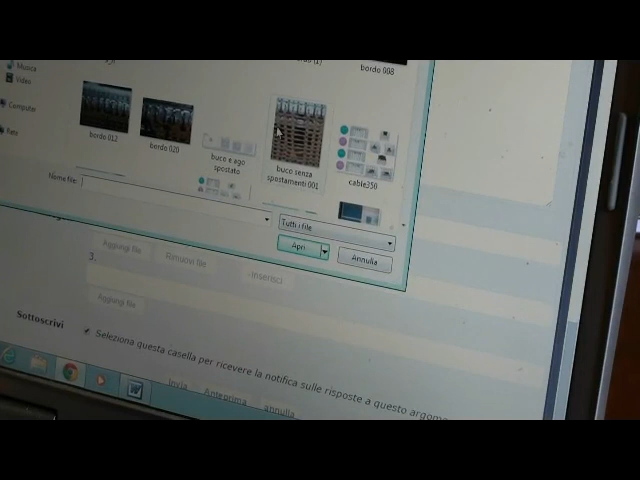 bordo 008
Musica
Video
Computer
Rete
bordo 012
bordo 020
buco e ago
spostato
buco senza
spostamenti 001
cable350
Nome file:
Tutti i file
Apri
Annulla
Aggiungi file
Rimuovi file
Inserisci
3.
Aggiungi file
Sottoscrivi
Seleziona questa casella per ricevere la notifica sulle risposte a questo argom
Invia
Anteprima
annulla
W